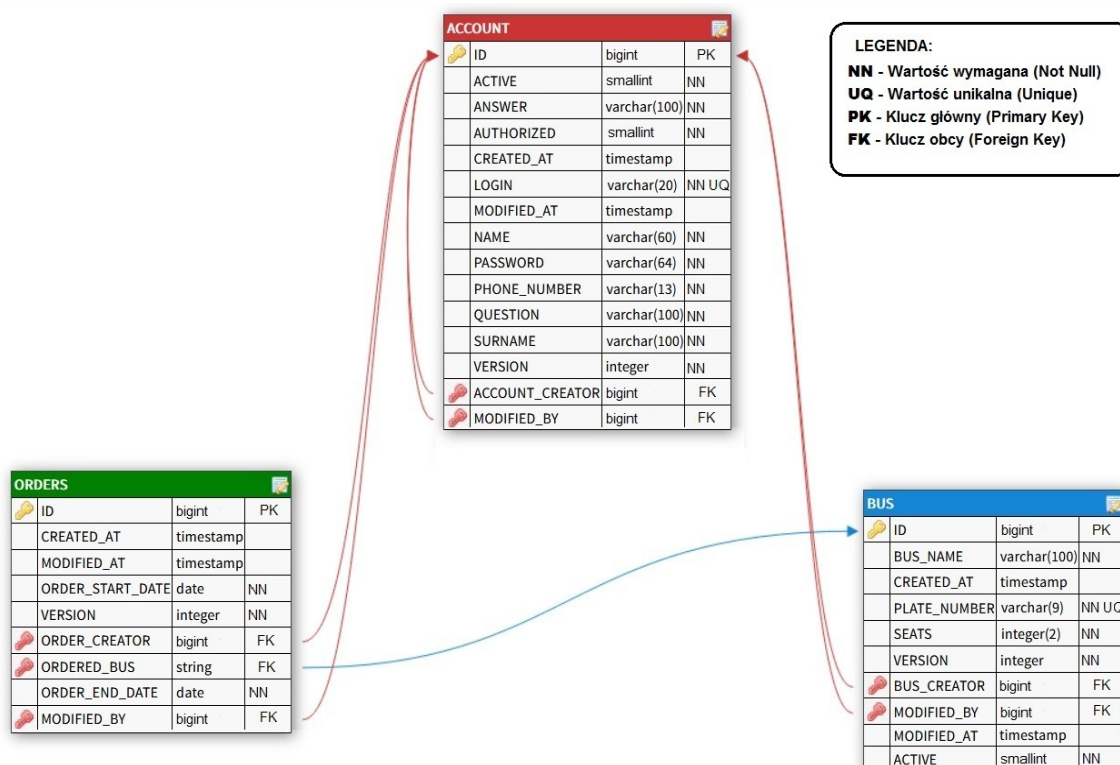 ACCOUNT
ID bigint PK
ACTIVE smallint NN
ANSWER varchar(100) NN
AUTHORIZED smallint NN
CREATED_AT timestamp
LOGIN varchar(20) NN UQ
MODIFIED_AT timestamp
NAME varchar(60) NN
PASSWORD varchar(64) NN
PHONE_NUMBER varchar(13) NN
QUESTION varchar(100) NN
SURNAME varchar(100) NN
VERSION integer NN
ACCOUNT_CREATOR bigint FK
MODIFIED_BY bigint FK
LEGENDA:
NN - Wartość wymagana (Not Null)
UQ - Wartość unikalna (Unique)
PK - Klucz główny (Primary Key)
FK - Klucz obcy (Foreign Key)
ORDERS
ID bigint PK
CREATED_AT timestamp
MODIFIED_AT timestamp
ORDER_START_DATE date NN
VERSION integer NN
ORDER_CREATOR bigint FK
ORDERED_BUS string FK
ORDER_END_DATE date NN
MODIFIED_BY bigint FK
BUS
ID bigint PK
BUS_NAME varchar(100) NN
CREATED_AT timestamp
PLATE_NUMBER varchar(9) NN UQ
SEATS integer(2) NN
VERSION integer NN
BUS_CREATOR bigint FK
MODIFIED_BY bigint FK
MODIFIED_AT timestamp
ACTIVE smallint NN